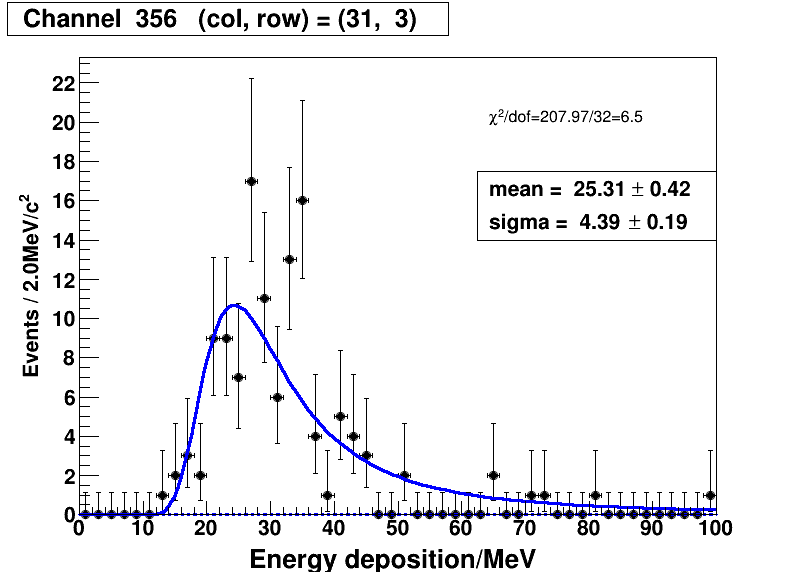 Channel 356 (col, row) = (31, 3)
χ²/dof=207.97/32=6.5
mean = 25.31 ± 0.42
sigma = 4.39 ± 0.19
Events / 2.0MeV/c²
22
20
18
16
14
12
10
8
6
4
2
0
0 10 20 30 40 50 60 70 80 90 100
Energy deposition/MeV